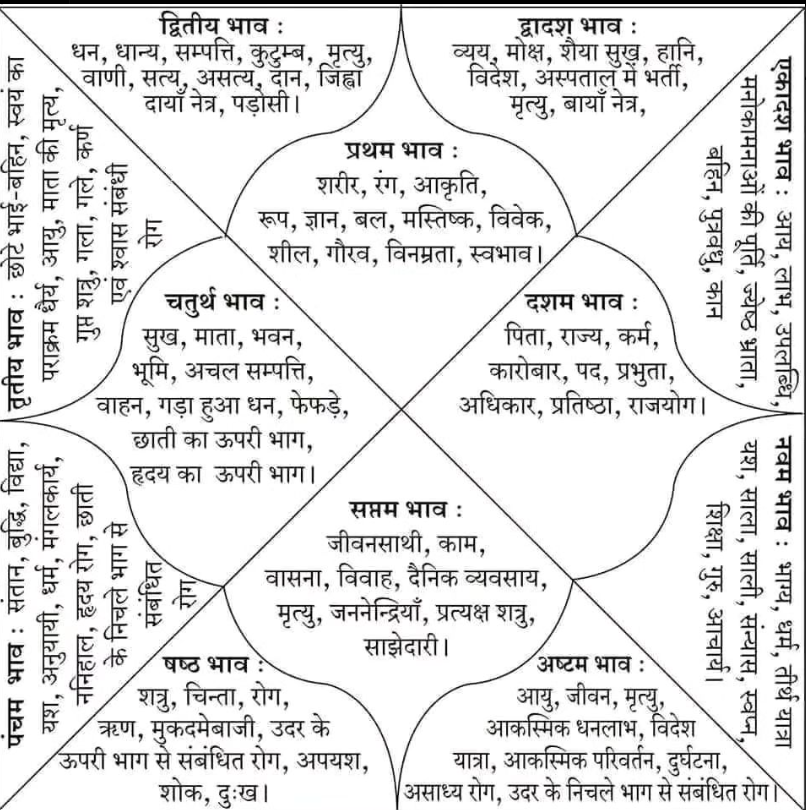 द्वितीय भाव :
धन, धान्य, सम्पत्ति, कुटुम्ब, मृत्यु,
वाणी, सत्य, असत्य, दान, जिह्वा
दायाँ नेत्र, पड़ोसी।
द्वादश भाव :
व्यय, मोक्ष, शैया सुख, हानि,
विदेश, अस्पताल में भर्ती,
मृत्यु, बायाँ नेत्र,
प्रथम भाव :
शरीर, रंग, आकृति,
रूप, ज्ञान, बल, मस्तिष्क, विवेक,
शील, गौरव, विनम्रता, स्वभाव।
तृतीय भाव : छोटे भाई-बहिन, स्वयं का
पराक्रम धैर्य, आयु, माता की मृत्य,
गुप्त शत्रु, गला, गले, कर्ण
एवं श्वास संबंधी
रोग
एकादश भाव : आय, लाभ, उपलब्धि,
मनोकामनाओं की पूर्ति, ज्येष्ठ भ्राता,
बहिन, पुत्रवधु, कान
चतुर्थ भाव :
सुख, माता, भवन,
भूमि, अचल सम्पत्ति,
वाहन, गड़ा हुआ धन, फेफड़े,
छाती का ऊपरी भाग,
हृदय का ऊपरी भाग।
दशम भाव :
पिता, राज्य, कर्म,
कारोबार, पद, प्रभुता,
अधिकार, प्रतिष्ठा, राजयोग।
पंचम भाव : संतान, बुद्धि, विद्या,
यश, अनुयायी, धर्म, मंगलकार्य,
ननिहाल, हृदय रोग, छाती
के निचले भाग से
संबंधित
रोग
सप्तम भाव :
जीवनसाथी, काम,
वासना, विवाह, दैनिक व्यवसाय,
मृत्यु, जननेन्द्रियाँ, प्रत्यक्ष शत्रु,
साझेदारी।
नवम भाव : भाग्य, धर्म, तीर्थ यात्रा
यश, साला, साली, संन्यास, स्वप्न,
शिक्षा, गुरु, आचार्य।
षष्ठ भाव :
शत्रु, चिन्ता, रोग,
ऋण, मुकदमेबाजी, उदर के
ऊपरी भाग से संबंधित रोग, अपयश,
शोक, दुःख।
अष्टम भाव :
आयु, जीवन, मृत्यु,
आकस्मिक धनलाभ, विदेश
यात्रा, आकस्मिक परिवर्तन, दुर्घटना,
असाध्य रोग, उदर के निचले भाग से संबंधित रोग।